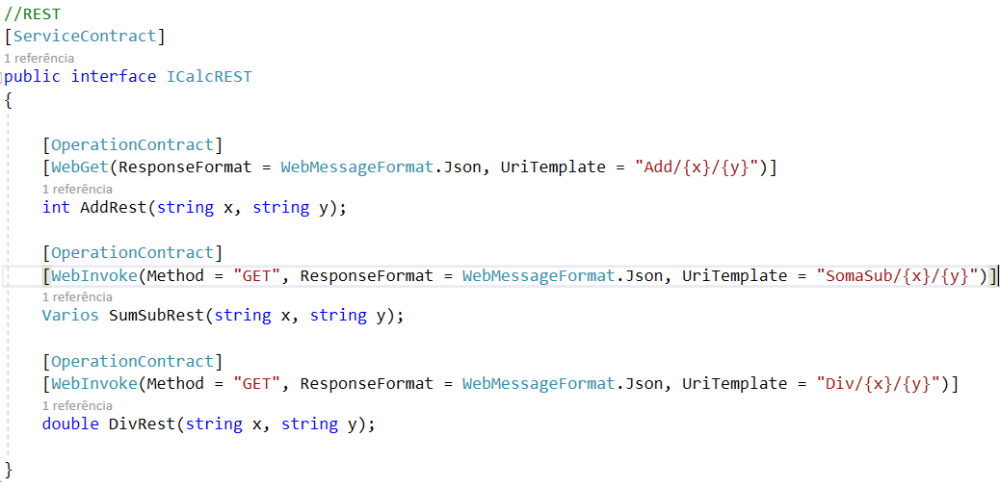 //REST
[ServiceContract]
1 referência
public interface ICalcREST
{
[OperationContract]
[WebGet(ResponseFormat = WebMessageFormat.Json, UriTemplate = "Add/{x}/{y}")]
1 referência
int AddRest(string x, string y);
[OperationContract]
[WebInvoke(Method = "GET", ResponseFormat = WebMessageFormat.Json, UriTemplate = "SomaSub/{x}/{y}")]
1 referência
Varios SumSubRest(string x, string y);
[OperationContract]
[WebInvoke(Method = "GET", ResponseFormat = WebMessageFormat.Json, UriTemplate = "Div/{x}/{y}")]
1 referência
double DivRest(string x, string y);
}